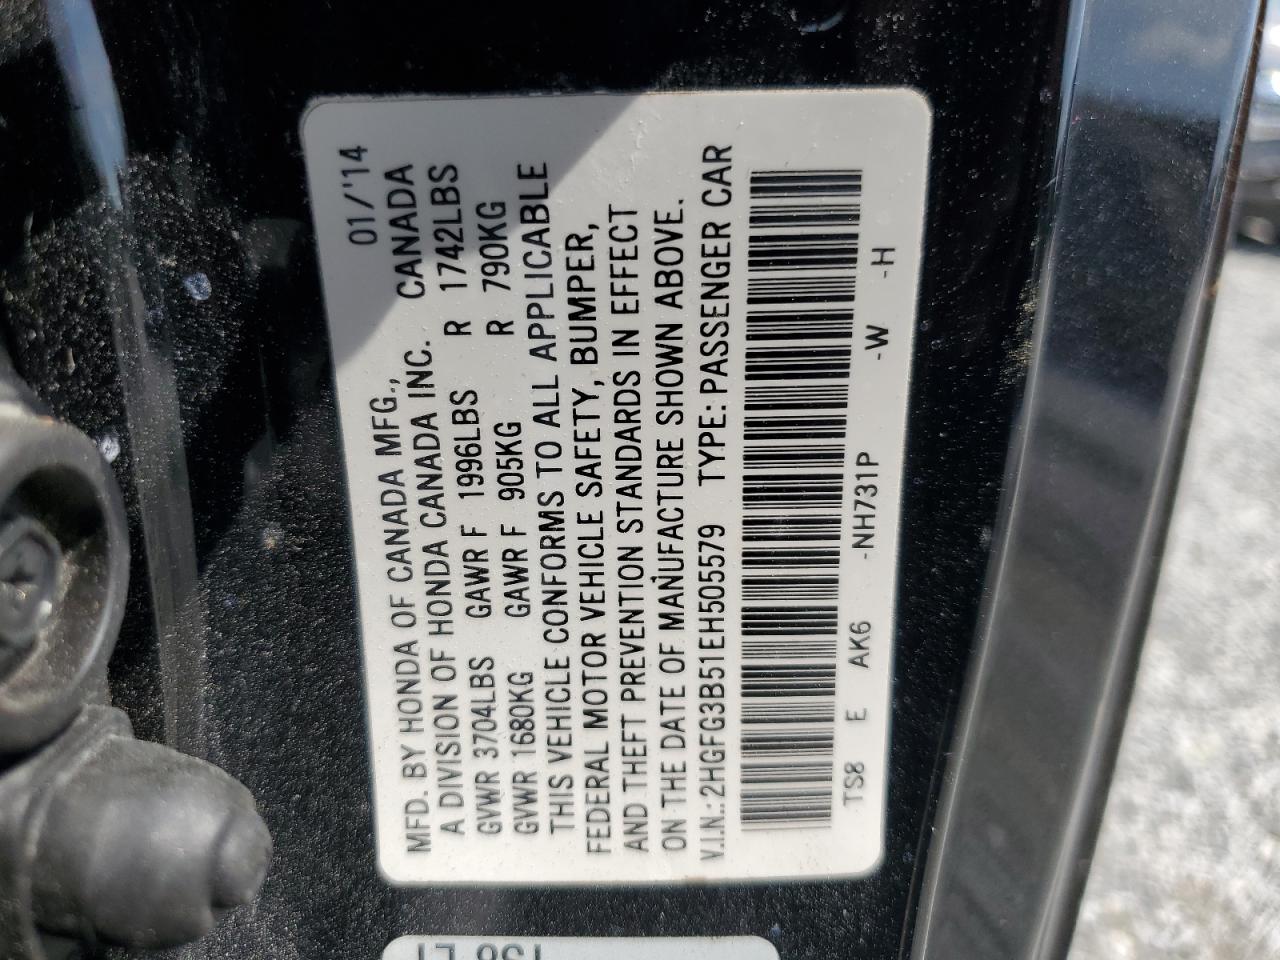 MFD. BY HONDA OF CANADA MFG., 01/'14
A DIVISION OF HONDA CANADA INC. CANADA
GVWR 3704LBS GAWR F 1996LBS R 1742LBS
GVWR 1680KG GAWR F 905KG R 790KG
THIS VEHICLE CONFORMS TO ALL APPLICABLE
FEDERAL MOTOR VEHICLE SAFETY, BUMPER,
AND THEFT PREVENTION STANDARDS IN EFFECT
ON THE DATE OF MANUFACTURE SHOWN ABOVE.
V.I.N.: 2HGFG3B51EH505579 TYPE: PASSENGER CAR
TS8 E AK6 -NH731P -W -H